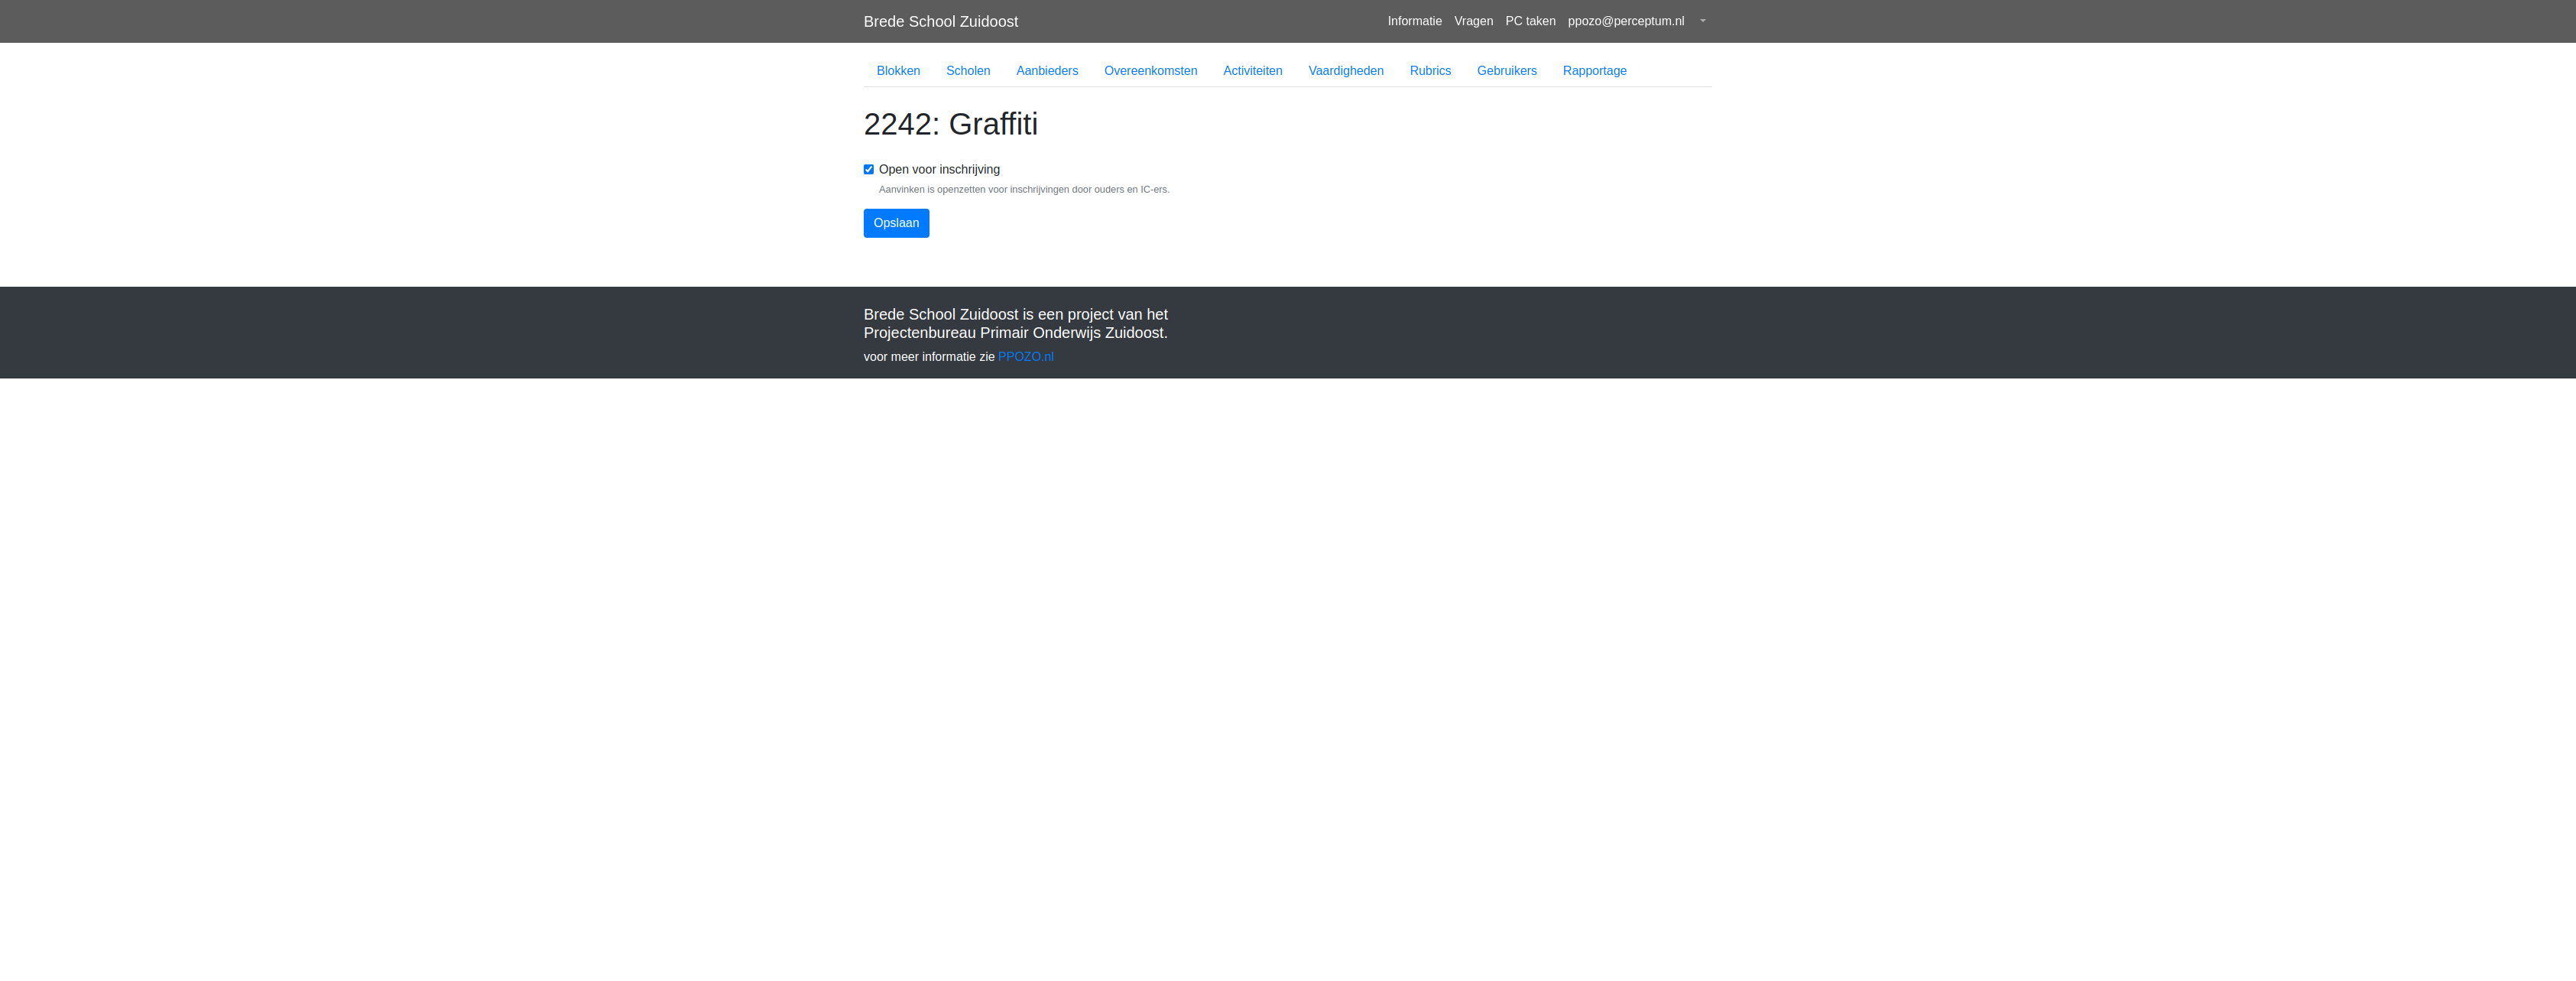 Brede School Zuidoost Informatie Vragen PC taken ppozo@perceptum.nl
Blokken Scholen Aanbieders Overeenkomsten Activiteiten Vaardigheden Rubrics Gebruikers Rapportage
2242: Graffiti
Open voor inschrijving
Aanvinken is openzetten voor inschrijvingen door ouders en IC-ers.
Opslaan
Brede School Zuidoost is een project van het
Projectenbureau Primair Onderwijs Zuidoost.
voor meer informatie zie PPOZO.nl